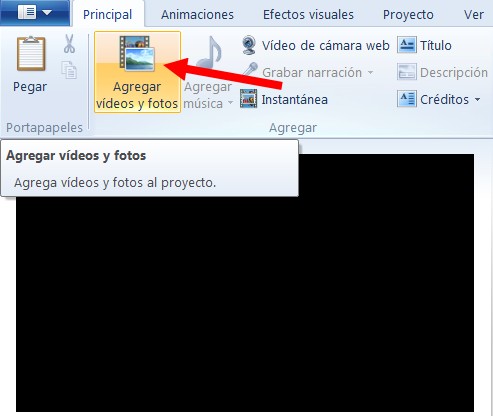 Principal Animaciones Efectos visuales Proyecto Ver
Pegar
Agregar
vídeos y fotos
Agregar
música
Vídeo de cámara web
Grabar narración
Instantánea
Título
Descripción
Créditos
Portapapeles
Agregar
Agregar vídeos y fotos
Agrega vídeos y fotos al proyecto.